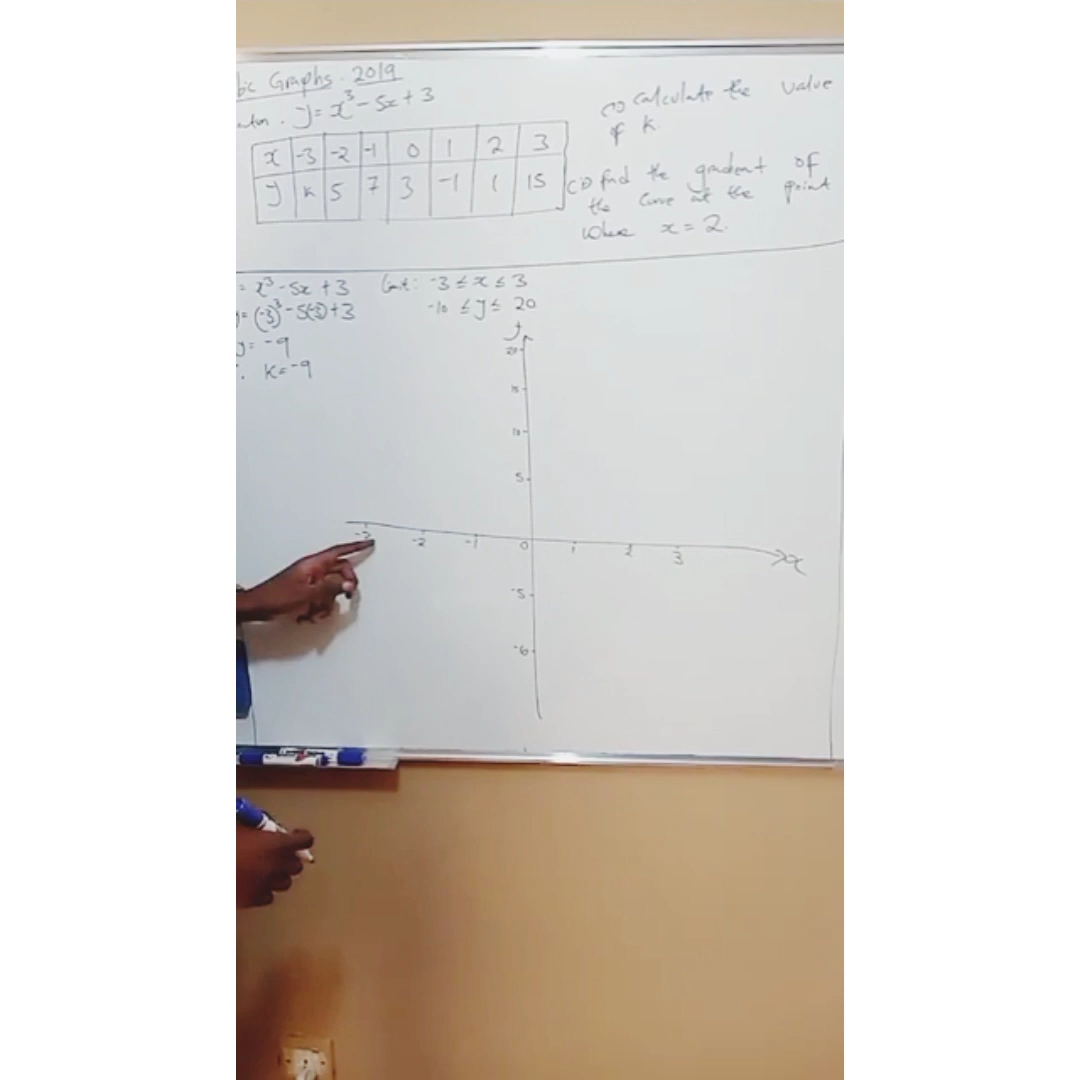 bic Graphs. 2019
y = x³ - 5x + 3
x -3 -2 -1 0 1 2 3
y k 5 7 3 -1 1 15
(i) Calculate the value
of k.
(ii) find the gradient of
the curve at the point
where x = 2.
= x³ - 5x + 3
y = (-3)³ - 5(-3) + 3
y = -9
∴ k = -9
-3 ≤ x ≤ 3
-10 ≤ y ≤ 20
y
20
15
10
5
-3 -2 -1 0 1 2 3 x
-5
-6